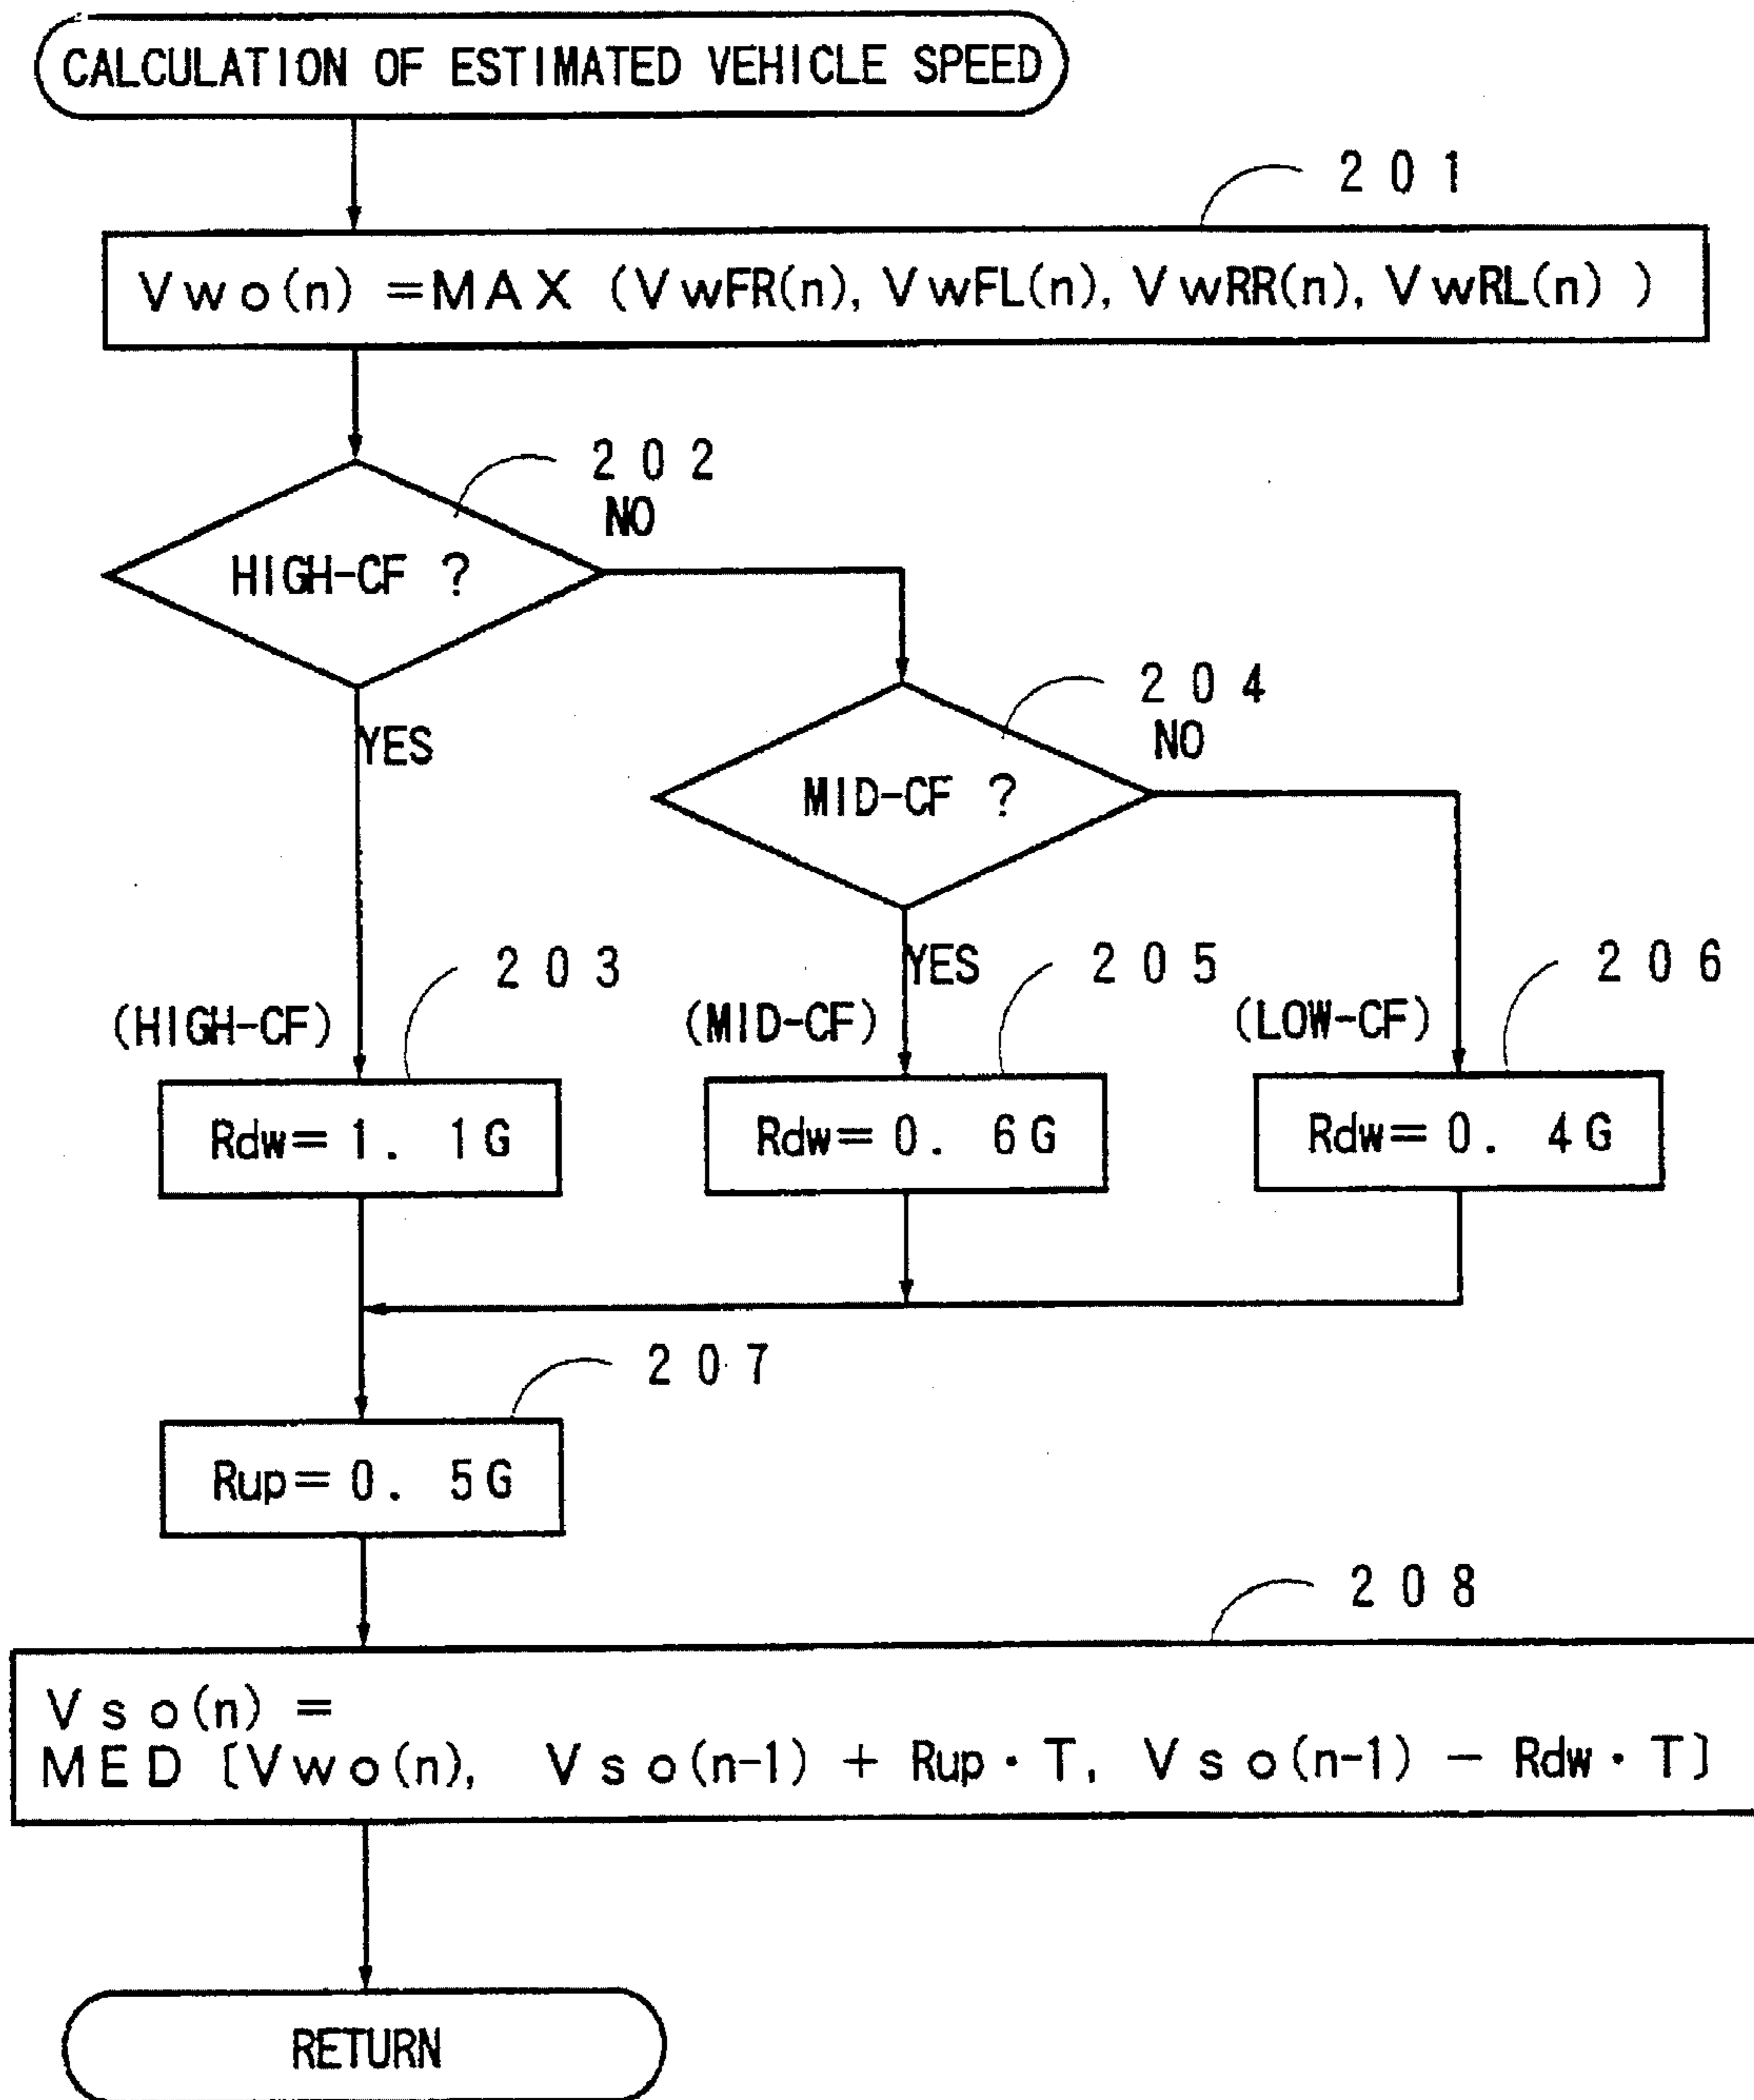 CALCULATION OF ESTIMATED VEHICLE SPEED
201
Vwo(n) =MAX (VwFR(n), VwFL(n), VwRR(n), VwRL(n) )
202
NO
HIGH-CF ?
YES
204
NO
MID-CF ?
YES
203
205
206
(HIGH-CF)
(MID-CF)
(LOW-CF)
Rdw=1. 1G
Rdw=0. 6G
Rdw=0. 4G
207
Rup=0. 5G
208
Vso(n) =
MED [Vwo(n), Vso(n-1) + Rup・T, Vso(n-1) - Rdw・T]
RETURN